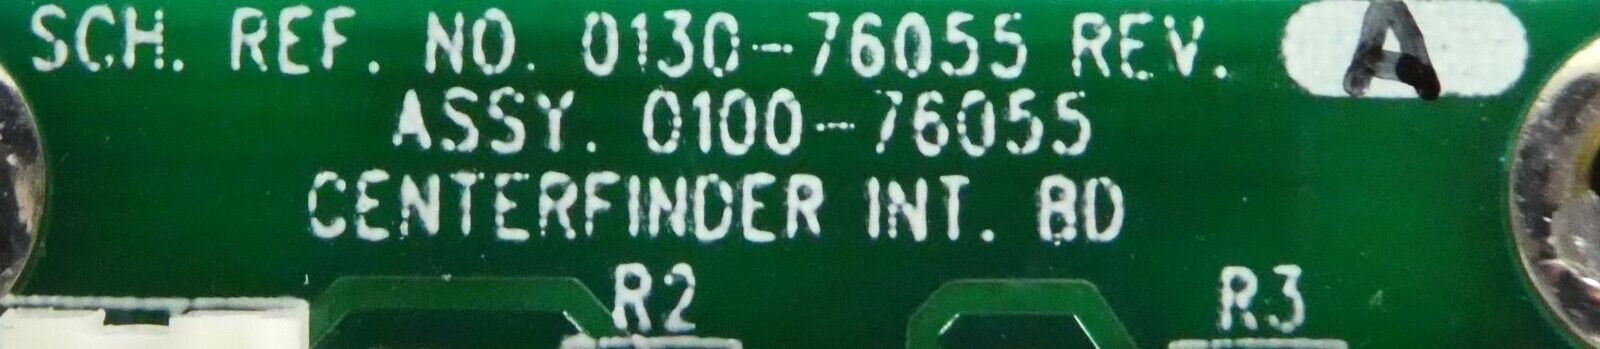 SCH. REF. NO. 0130-76055 REV. A
ASSY. 0100-76055
CENTERFINDER INT. BD
R2 R3